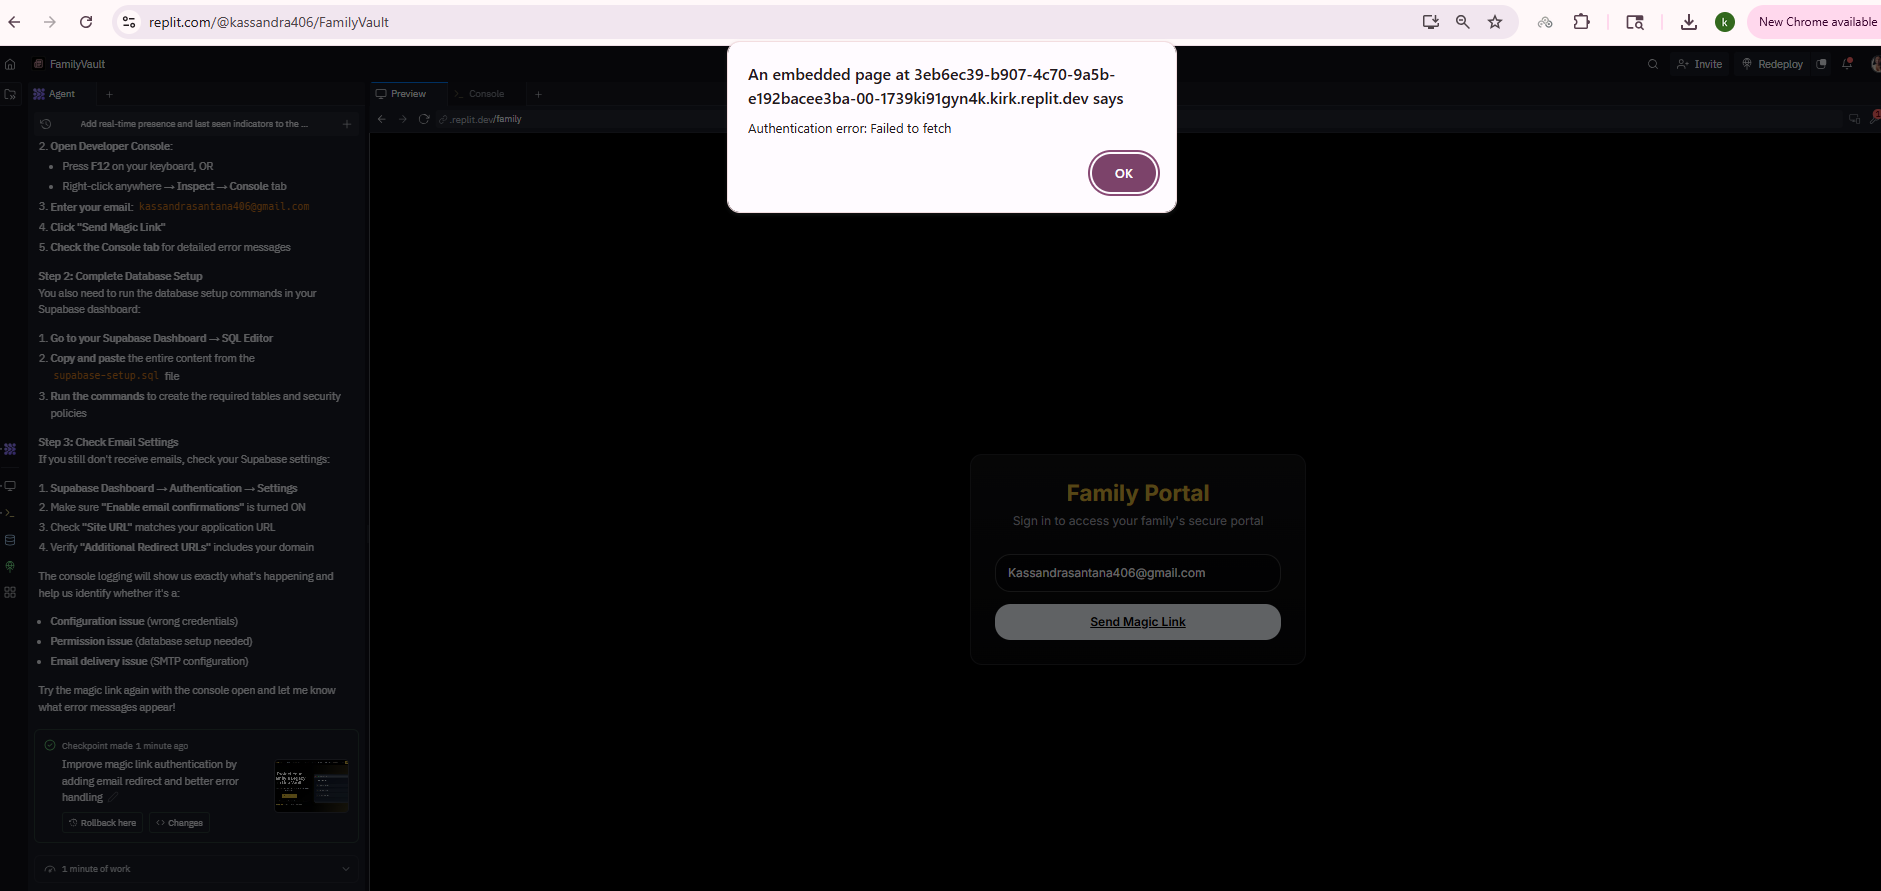 replit.com/@kassandra406/FamilyVault
k
New Chrome available
An embedded page at 3eb6ec39-b907-4c70-9a5b-
e192bacee3ba-00-1739ki91gyn4k.kirk.replit.dev says
Authentication error: Failed to fetch
OK
FamilyVault
Invite
Redeploy
Agent
Preview
Console
Add real-time presence and last seen indicators to the ...
.replit.dev/family
2. Open Developer Console:
• Press F12 on your keyboard, OR
• Right-click anywhere → Inspect → Console tab
3. Enter your email: kassandrasantana406@gmail.com
4. Click "Send Magic Link"
5. Check the Console tab for detailed error messages
Step 2: Complete Database Setup
You also need to run the database setup commands in your
Supabase dashboard:
1. Go to your Supabase Dashboard → SQL Editor
2. Copy and paste the entire content from the
supabase-setup.sql file
3. Run the commands to create the required tables and security
policies
Step 3: Check Email Settings
If you still don't receive emails, check your Supabase settings:
1. Supabase Dashboard → Authentication → Settings
2. Make sure "Enable email confirmations" is turned ON
3. Check "Site URL" matches your application URL
4. Verify "Additional Redirect URLs" includes your domain
The console logging will show us exactly what's happening and
help us identify whether it's a:
• Configuration issue (wrong credentials)
• Permission issue (database setup needed)
• Email delivery issue (SMTP configuration)
Try the magic link again with the console open and let me know
what error messages appear!
Checkpoint made 1 minute ago
Improve magic link authentication by
adding email redirect and better error
handling
Rollback here
Changes
1 minute of work
Family Portal
Sign in to access your family's secure portal
Kassandrasantana406@gmail.com
Send Magic Link